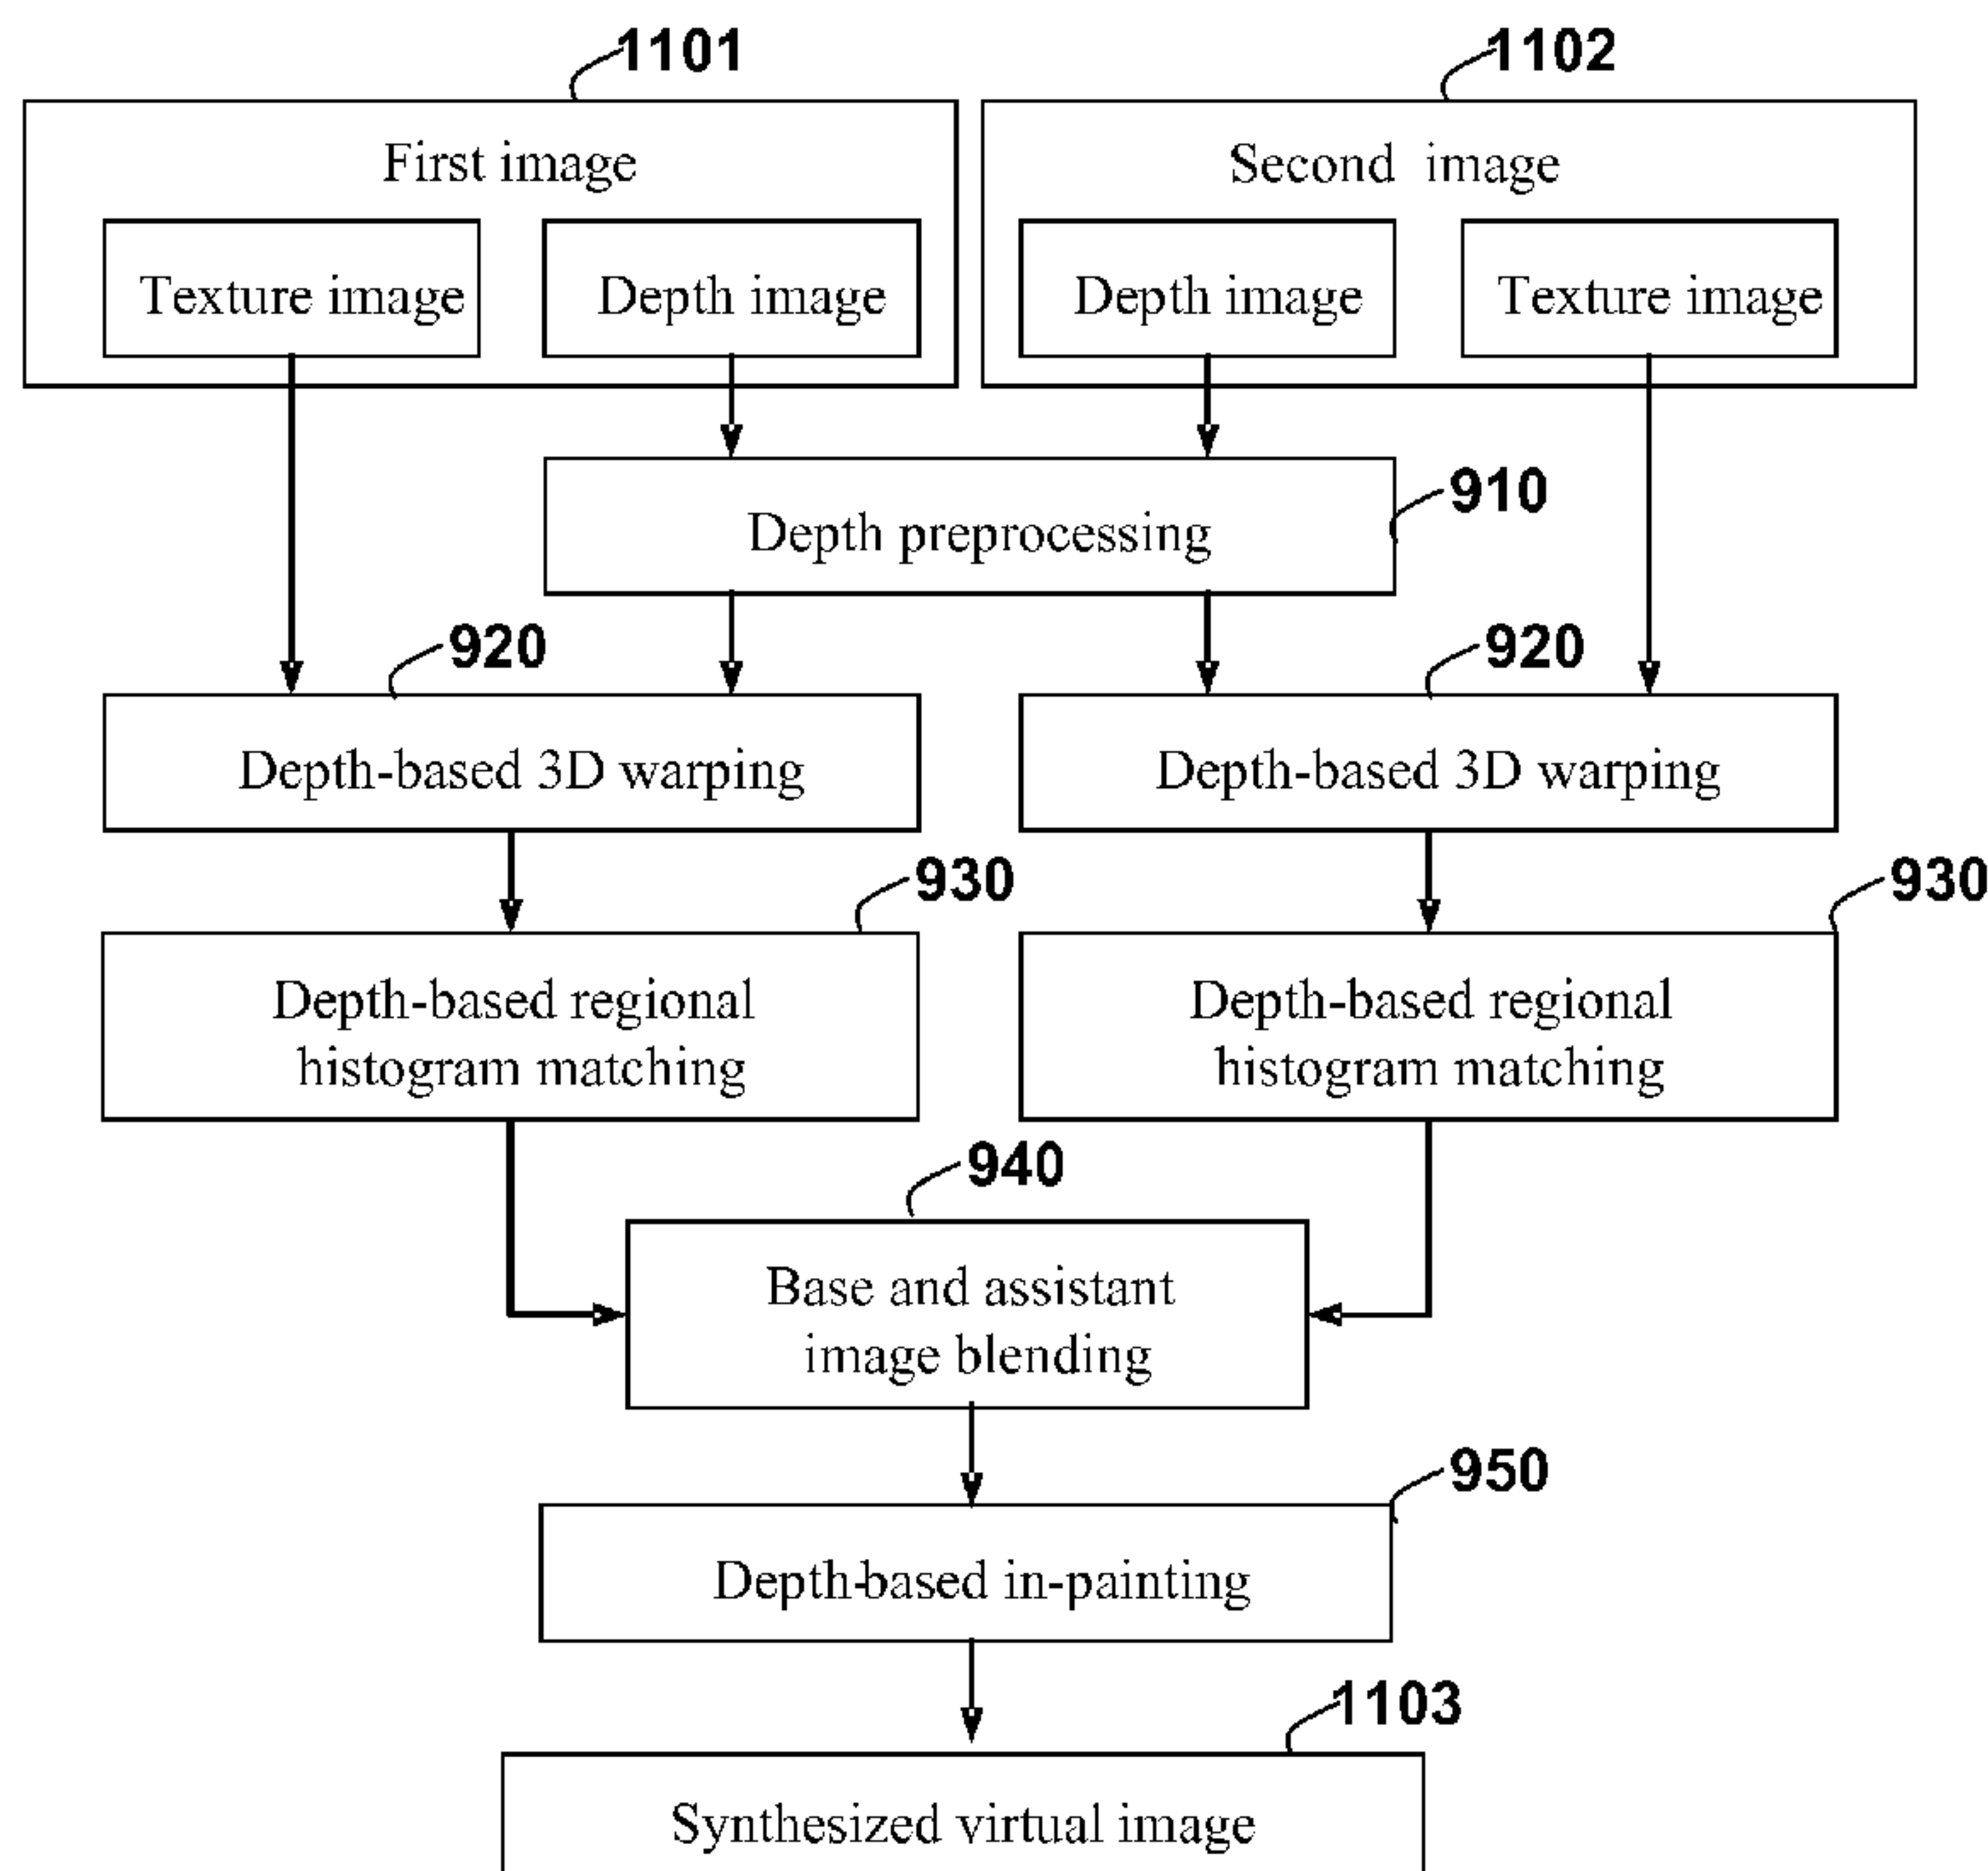 1101
1102
First image
Second image
Texture image
Depth image
Depth image
Texture image
910
Depth preprocessing
920
920
Depth-based 3D warping
Depth-based 3D warping
930
930
Depth-based regional
histogram matching
Depth-based regional
histogram matching
940
Base and assistant
image blending
950
Depth-based in-painting
1103
Synthesized virtual image